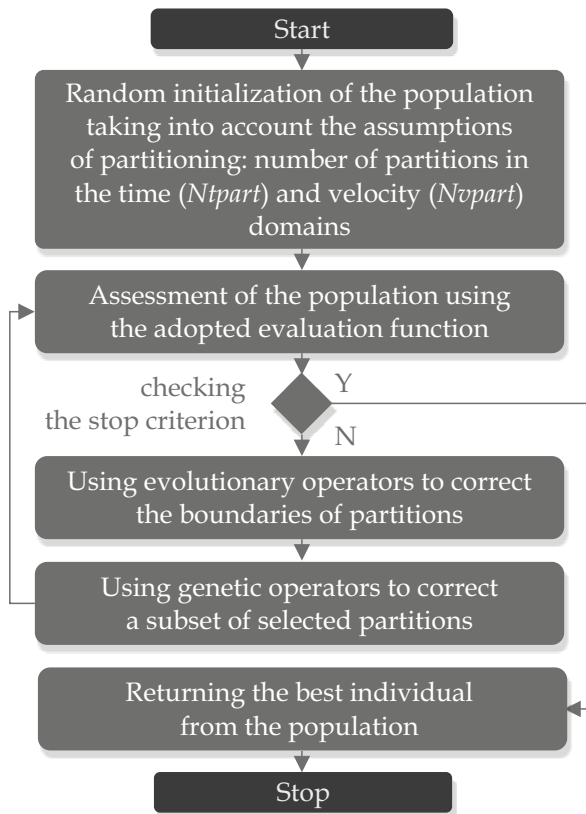 Start
Random initialization of the population
taking into account the assumptions
of partitioning: number of partitions in
the time (Ntpart) and velocity (Nvpart)
domains
Assessment of the population using
the adopted evaluation function
checking
the stop criterion
Y
N
Using evolutionary operators to correct
the boundaries of partitions
Using genetic operators to correct
a subset of selected partitions
Returning the best individual
from the population
Stop